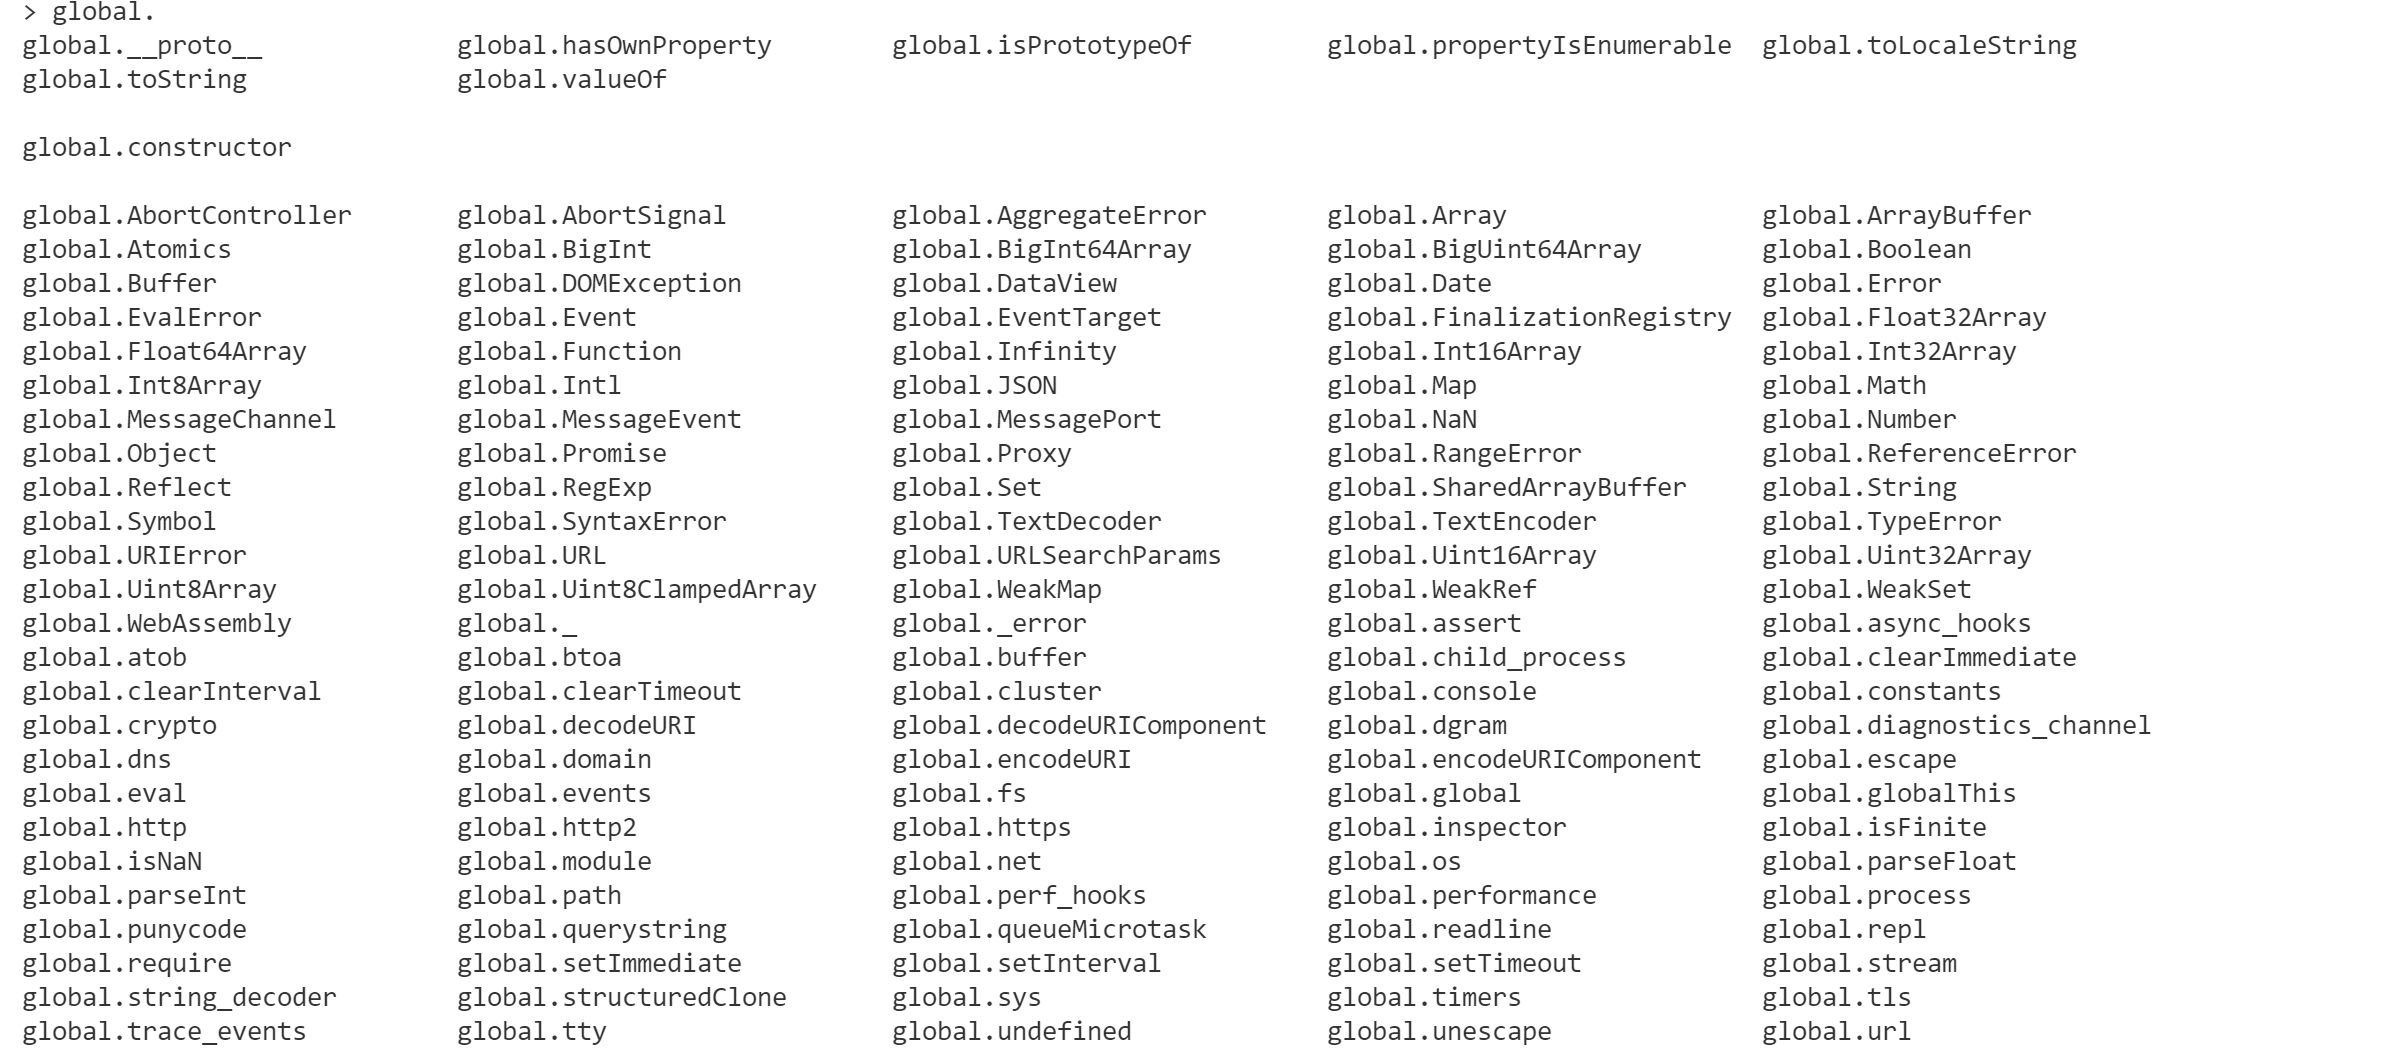 > global.
global.__proto__ global.hasOwnProperty global.isPrototypeOf global.propertyIsEnumerable global.toLocaleString
global.toString global.valueOf
global.constructor
global.AbortController global.AbortSignal global.AggregateError global.Array global.ArrayBuffer
global.Atomics global.BigInt global.BigInt64Array global.BigUint64Array global.Boolean
global.Buffer global.DOMException global.DataView global.Date global.Error
global.EvalError global.Event global.EventTarget global.FinalizationRegistry global.Float32Array
global.Float64Array global.Function global.Infinity global.Int16Array global.Int32Array
global.Int8Array global.Intl global.JSON global.Map global.Math
global.MessageChannel global.MessageEvent global.MessagePort global.NaN global.Number
global.Object global.Promise global.Proxy global.RangeError global.ReferenceError
global.Reflect global.RegExp global.Set global.SharedArrayBuffer global.String
global.Symbol global.SyntaxError global.TextDecoder global.TextEncoder global.TypeError
global.URIError global.URL global.URLSearchParams global.Uint16Array global.Uint32Array
global.Uint8Array global.Uint8ClampedArray global.WeakMap global.WeakRef global.WeakSet
global.WebAssembly global._ global._error global.assert global.async_hooks
global.atob global.btoa global.buffer global.child_process global.clearImmediate
global.clearInterval global.clearTimeout global.cluster global.console global.constants
global.crypto global.decodeURI global.decodeURIComponent global.dgram global.diagnostics_channel
global.dns global.domain global.encodeURI global.encodeURIComponent global.escape
global.eval global.events global.fs global.global global.globalThis
global.http global.http2 global.https global.inspector global.isFinite
global.isNaN global.module global.net global.os global.parseFloat
global.parseInt global.path global.perf_hooks global.performance global.process
global.punycode global.querystring global.queueMicrotask global.readline global.repl
global.require global.setImmediate global.setInterval global.setTimeout global.stream
global.string_decoder global.structuredClone global.sys global.timers global.tls
global.trace_events global.tty global.undefined global.unescape global.url